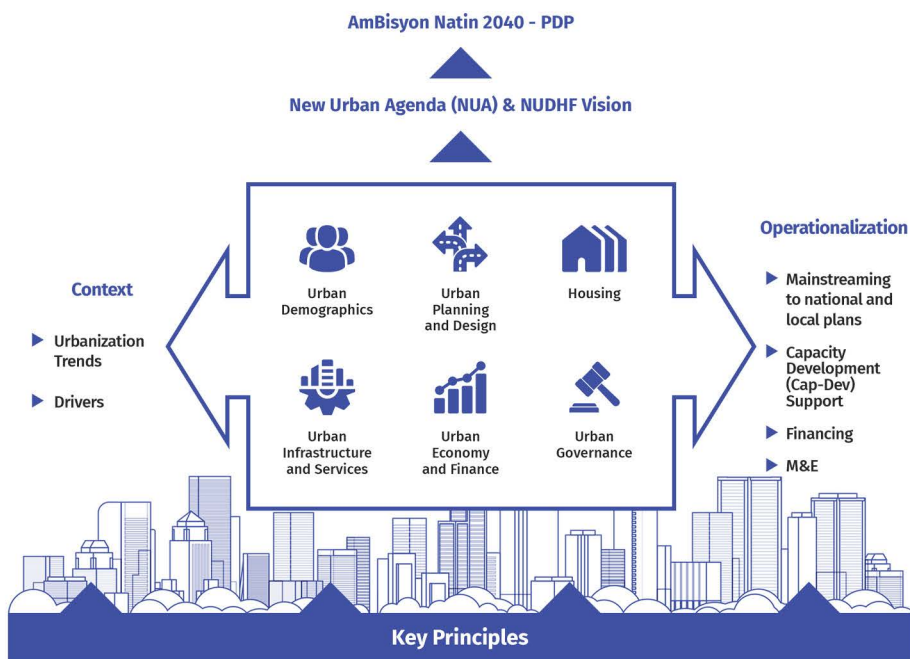 AmBisyon Natin 2040 - PDP
New Urban Agenda (NUA) & NUDHF Vision
Context
Urbanization
Trends
Drivers
Urban
Demographics
Urban
Planning
and Design
Housing
Urban
Infrastructure
and Services
Urban
Economy
and Finance
Urban
Governance
Operationalization
Mainstreaming
to national and
local plans
Capacity
Development
(Cap-Dev)
Support
Financing
M&E
Key Principles